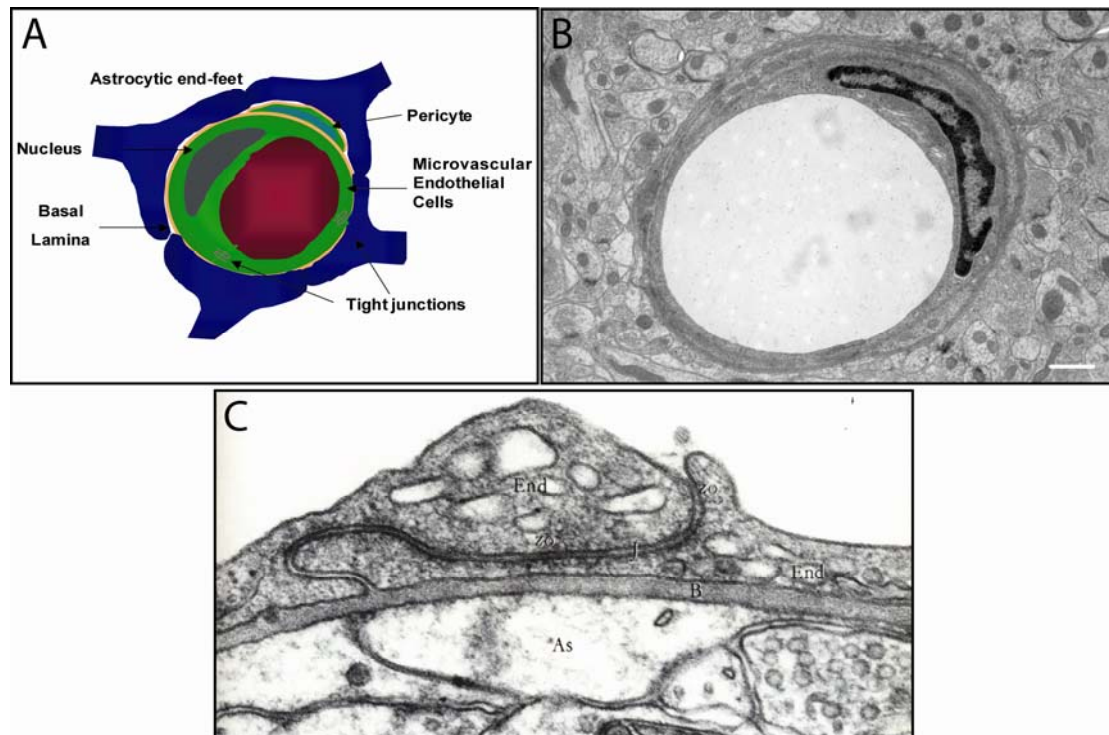 A
Astrocytic end-feet
Pericyte
Nucleus
Microvascular
Endothelial
Cells
Basal
Lamina
Tight junctions
B
C
End
zo
zo
J
End
B
As